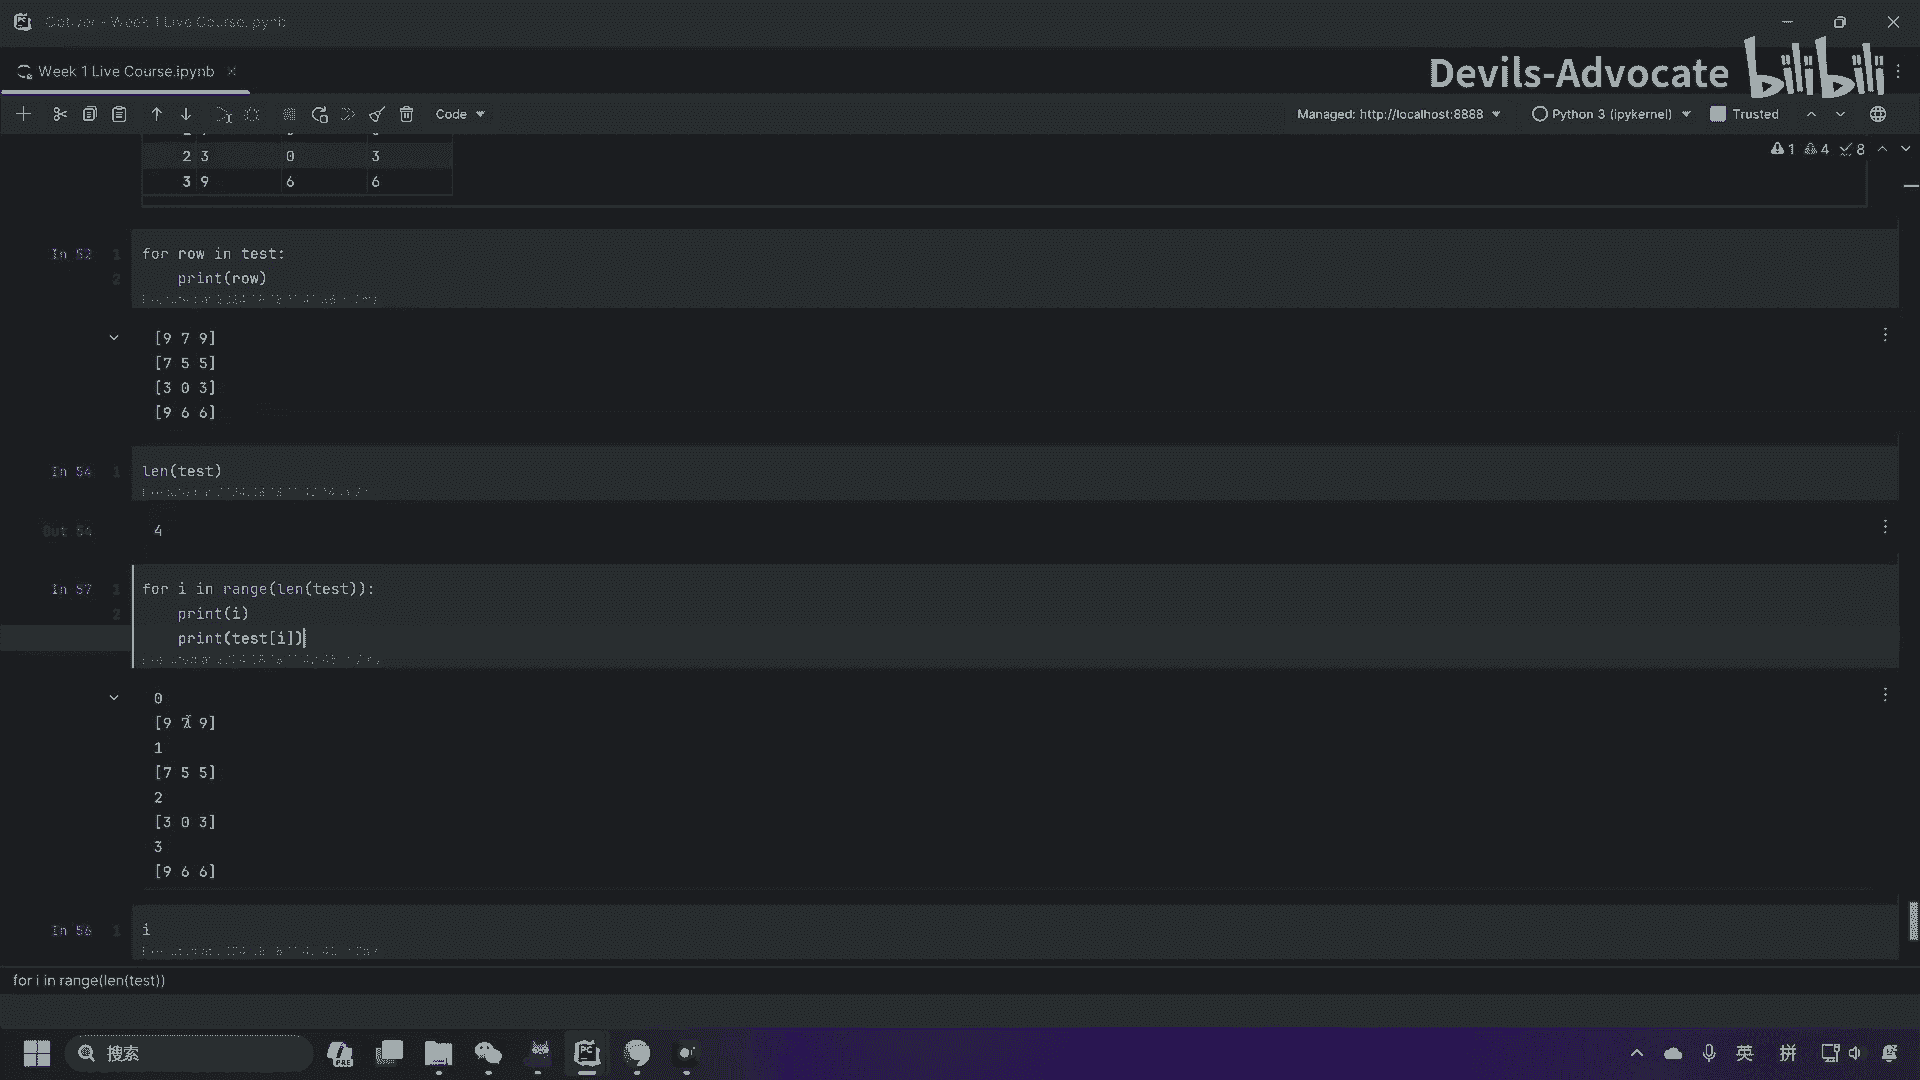 Week 1 Live Course.ipynb
Devils-Advocate bilibili
Code
Managed: http://localhost:8888
Python 3 (ipykernel)
Trusted
1 4 8
2 3 0 3
3 9 6 6
In 52 1 for row in test:
2 print(row)
[9 7 9]
[7 5 5]
[3 0 3]
[9 6 6]
In 54 1 len(test)
Out 54 4
In 57 1 for i in range(len(test)):
2 print(i)
print(test[i])
0
[9 7 9]
1
[7 5 5]
2
[3 0 3]
3
[9 6 6]
In 56 1 i
for i in range(len(test))
搜索
英 拼